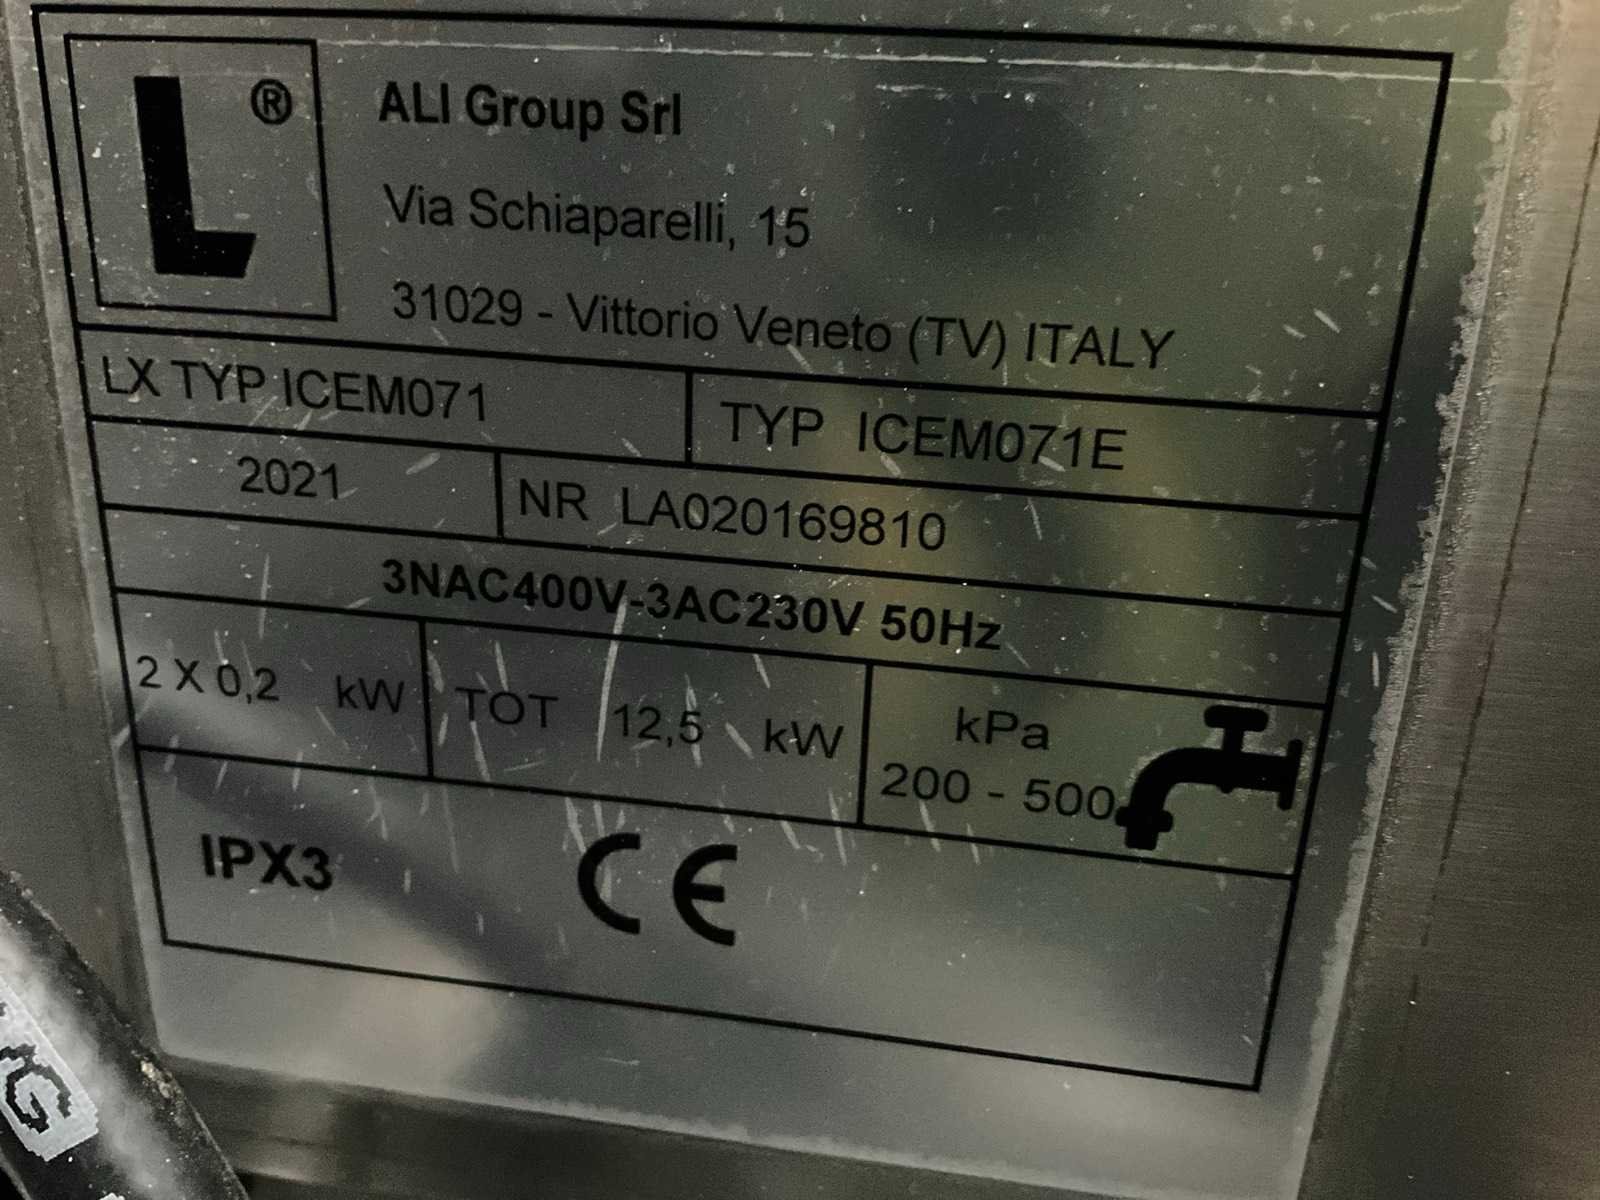 L ®
ALI Group Srl
Via Schiaparelli, 15
31029 - Vittorio Veneto (TV) ITALY
LX TYP ICEM071
TYP ICEM071E
2021
NR LA020169810
3NAC400V-3AC230V 50Hz
2 X 0,2 kW
TOT 12,5 kW
kPa
200 - 500
IPX3
CE
G